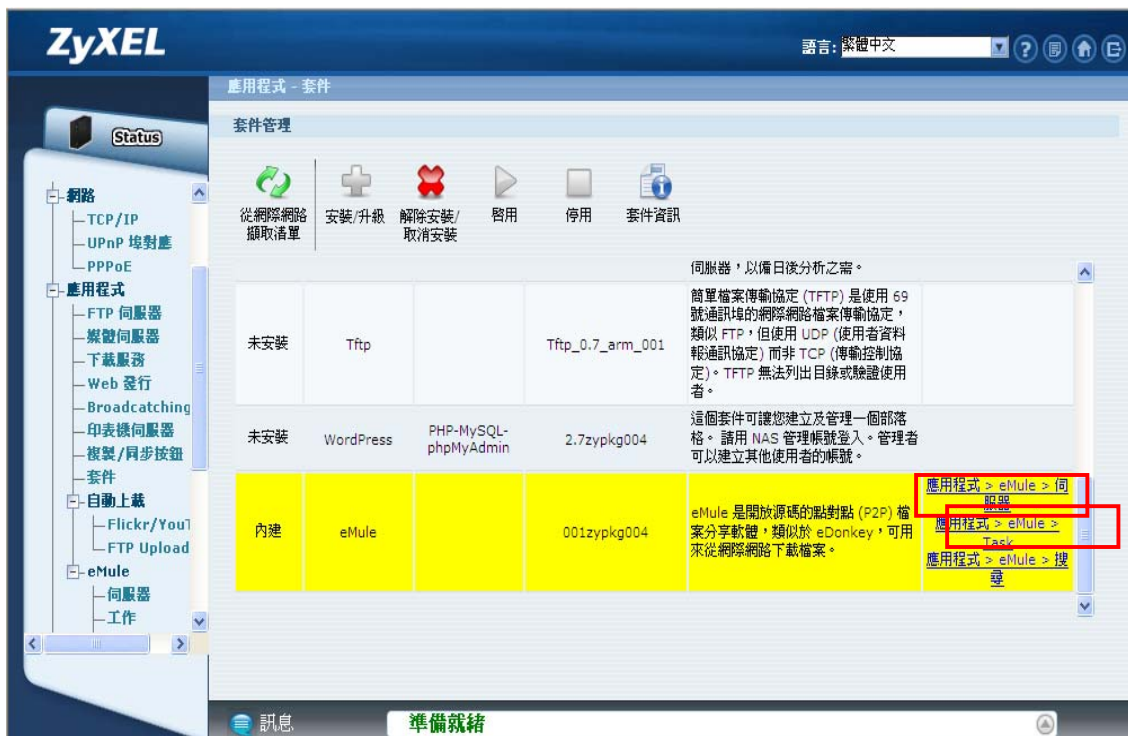 ZyXEL
語言: 繁體中文
應用程式 - 套件
Status
套件管理
從網際網路
擷取清單
安裝/升級
解除安裝/
取消安裝
啓用
停用
套件資訊
網路
TCP/IP
UPnP 埠對應
PPPoE
應用程式
FTP 伺服器
媒體伺服器
下載服務
Web 發行
Broadcatching
印表機伺服器
複製/同步按鈕
套件
自動上載
Flickr/YouT
FTP Upload
eMule
伺服器
工作
伺服器，以備日後分析之需。
未安裝
Tftp
Tftp_0.7_arm_001
簡單檔案傳輸協定 (TFTP) 是使用 69
號通訊埠的網際網路檔案傳輸協定，
類似 FTP，但使用 UDP (使用者資料
報通訊協定) 而非 TCP (傳輸控制協
定)。TFTP 無法列出目錄或驗證使用
者。
未安裝
WordPress
PHP-MySQL-
phpMyAdmin
2.7zypkg004
這個套件可讓您建立及管理一個部落
格。 請用 NAS 管理帳號登入。管理者
可以建立其他使用者的帳號。
內建
eMule
001zypkg004
eMule 是開放源碼的點對點 (P2P) 檔
案分享軟體，類似於 eDonkey，可用
來從網際網路下載檔案。
應用程式 > eMule > 伺
服器
應用程式 > eMule >
Task
應用程式 > eMule > 搜
尋
訊息
準備就緒